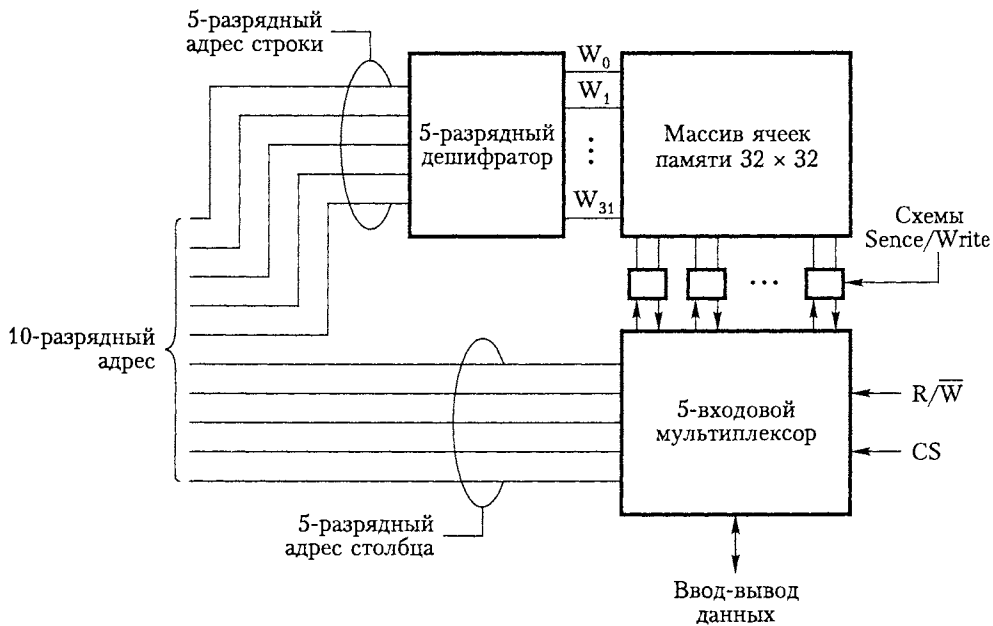 5-разрядный
адрес строки
5-разрядный
дешифратор
W₀
W₁
W₃₁
Массив ячеек
памяти 32 × 32
Схемы
Sence/Write
10-разрядный
адрес
5-входовой
мультиплексор
R/W̅
CS
5-разрядный
адрес столбца
Ввод-вывод
данных